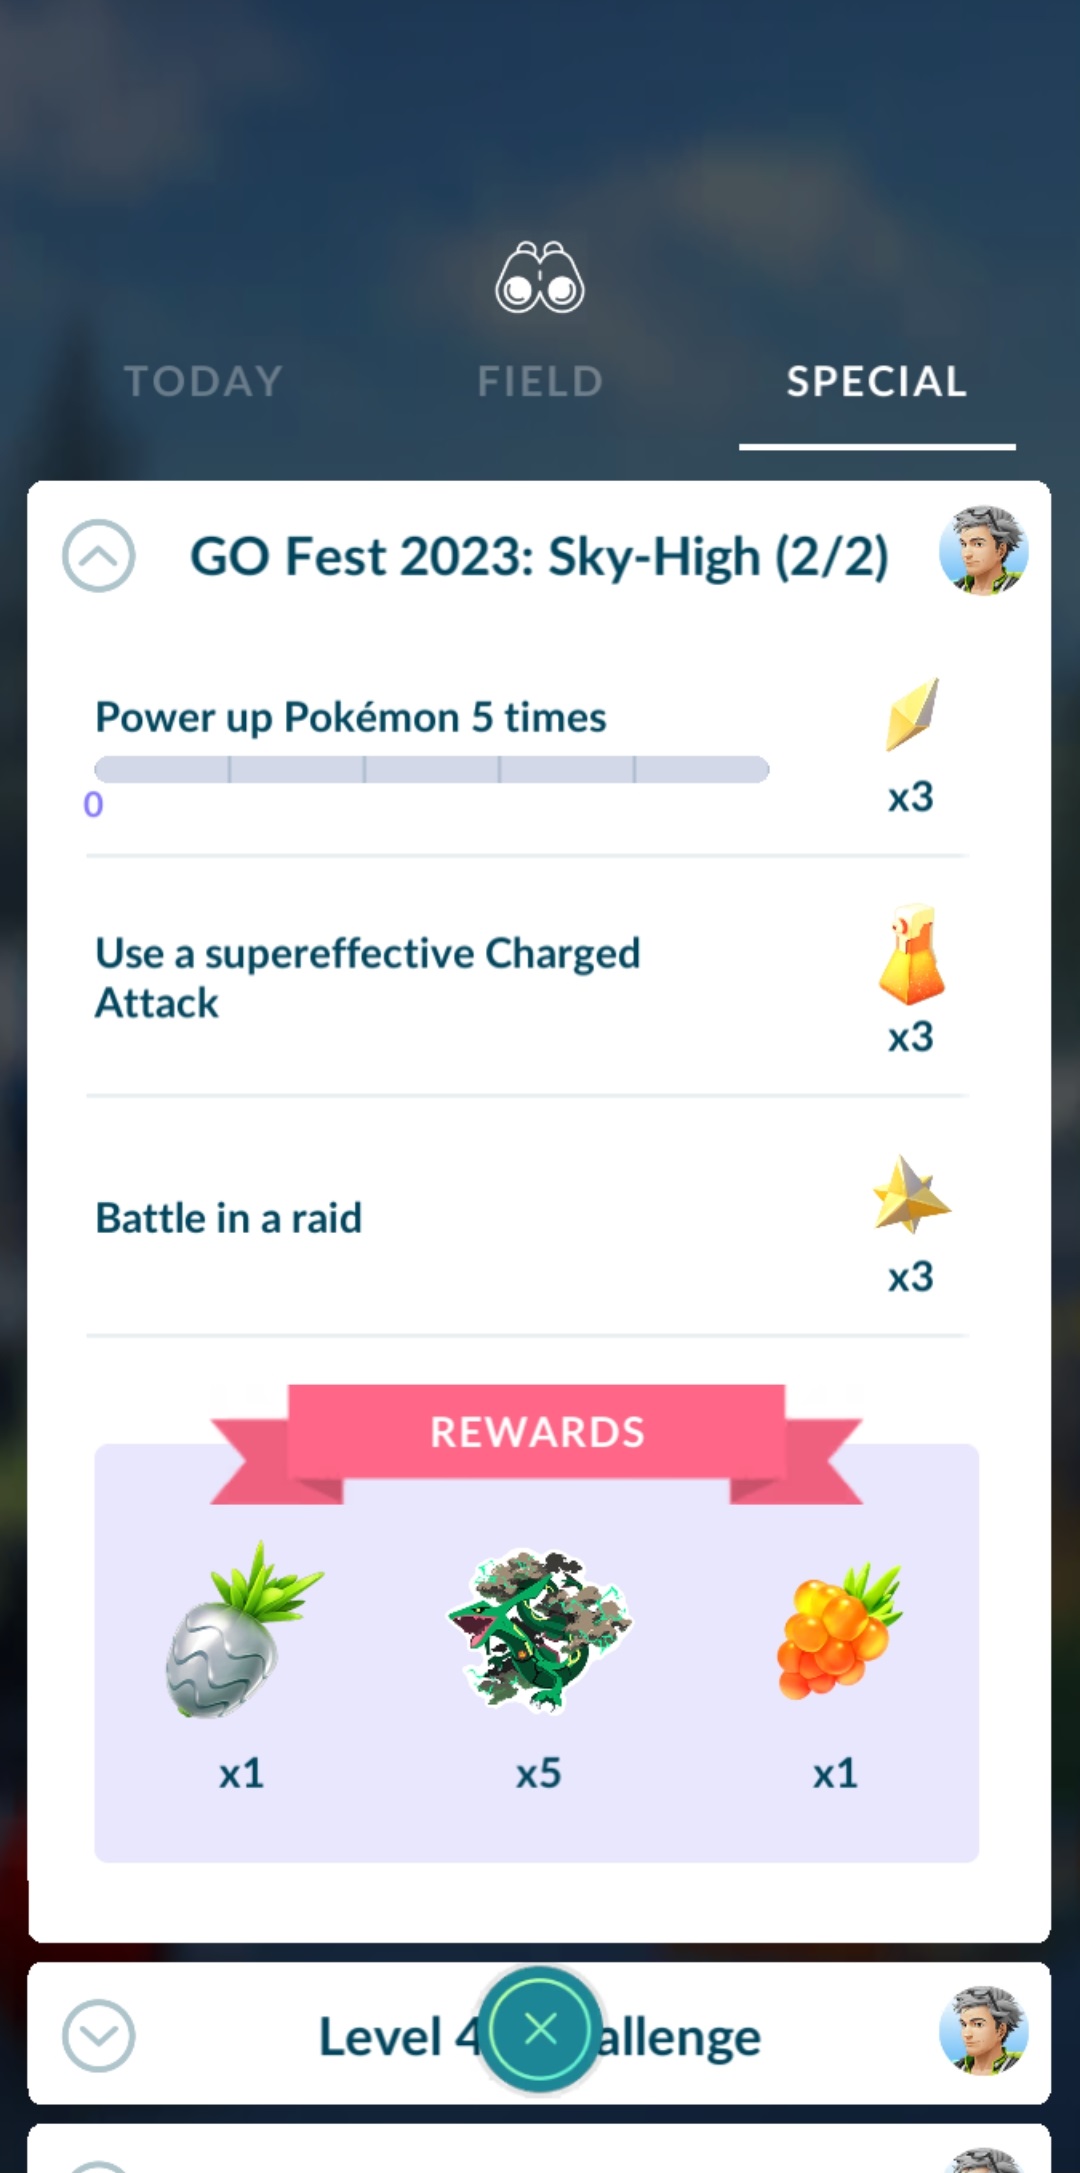 TODAY
FIELD
SPECIAL
GO Fest 2023: Sky-High (2/2)
Power up Pokémon 5 times
x3
0
Use a supereffective Charged
Attack
x3
Battle in a raid
x3
REWARDS
x1
x5
x1
Level 4 allenge